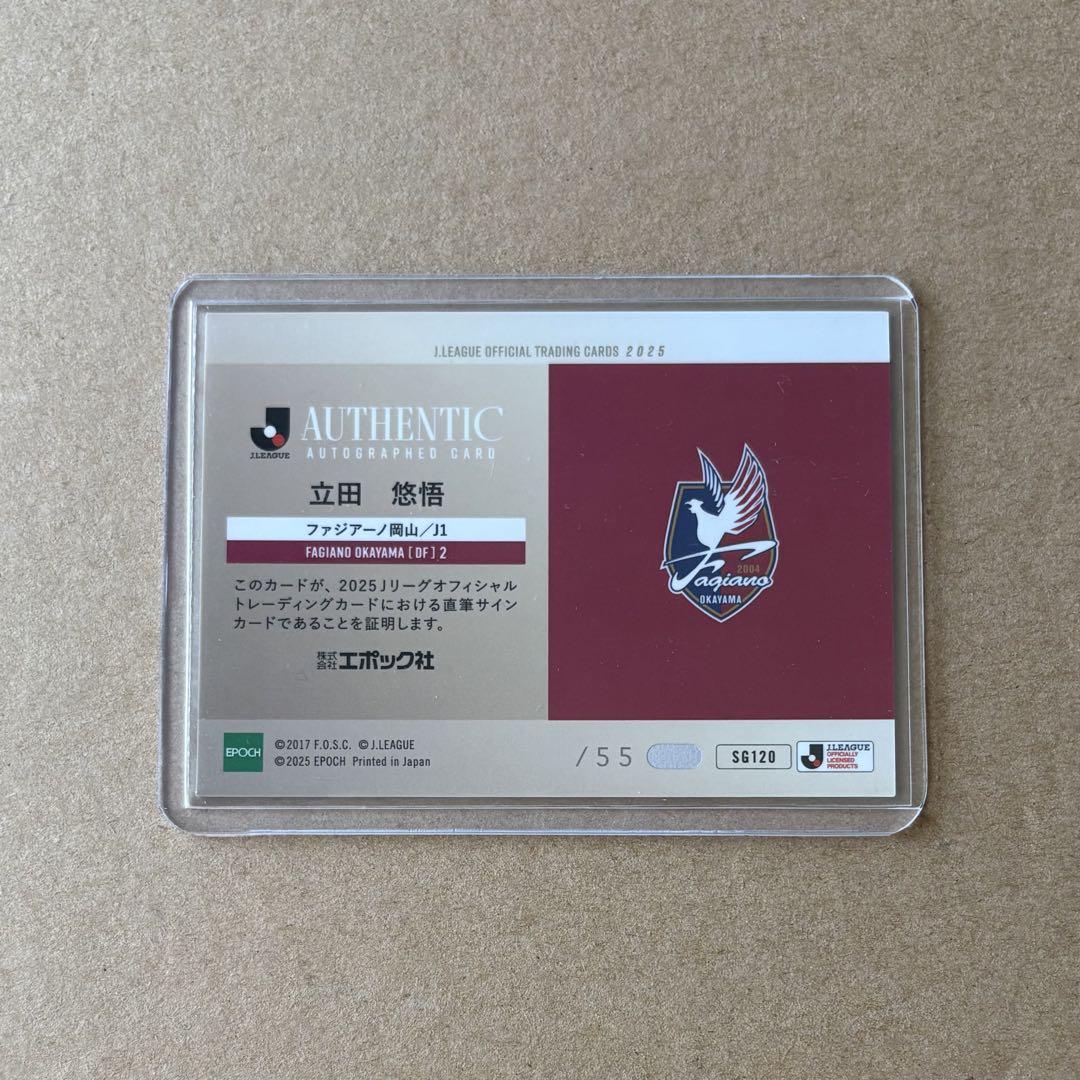 J.LEAGUE OFFICIAL TRADING CARDS 2025
J.LEAGUE
AUTHENTIC
AUTOGRAPHED CARD
立田 悠悟
ファジアーノ岡山/J1
FAGIANO OKAYAMA [DF] 2
このカードが、2025Jリーグオフィシャル
トレーディングカードにおける直筆サイン
カードであることを証明します。
株式会社エポック社
2004
Fagiano
OKAYAMA
EPOCH
©2017 F.O.S.C. ©J.LEAGUE
©2025 EPOCH Printed in Japan
/55
SG120
J.LEAGUE
OFFICIALLY
LICENSED
PRODUCTS